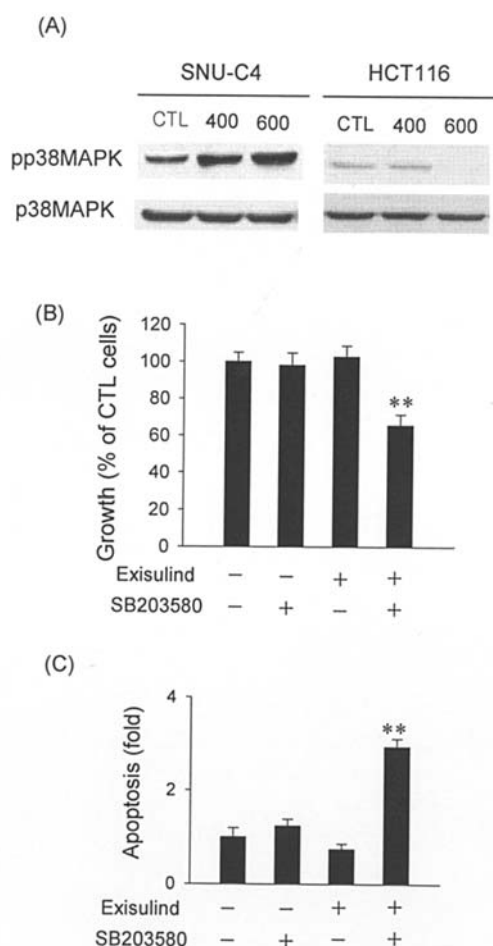 (A)
SNU-C4 HCT116
CTL 400 600 CTL 400 600
pp38MAPK
p38MAPK
(B)
Growth (% of CTL cells)
120
100
80
60
40
20
0
**
Exisulind − − + +
SB203580 − + − +
(C)
Apoptosis (fold)
4
2
0
**
Exisulind − − + +
SB203580 − + − +